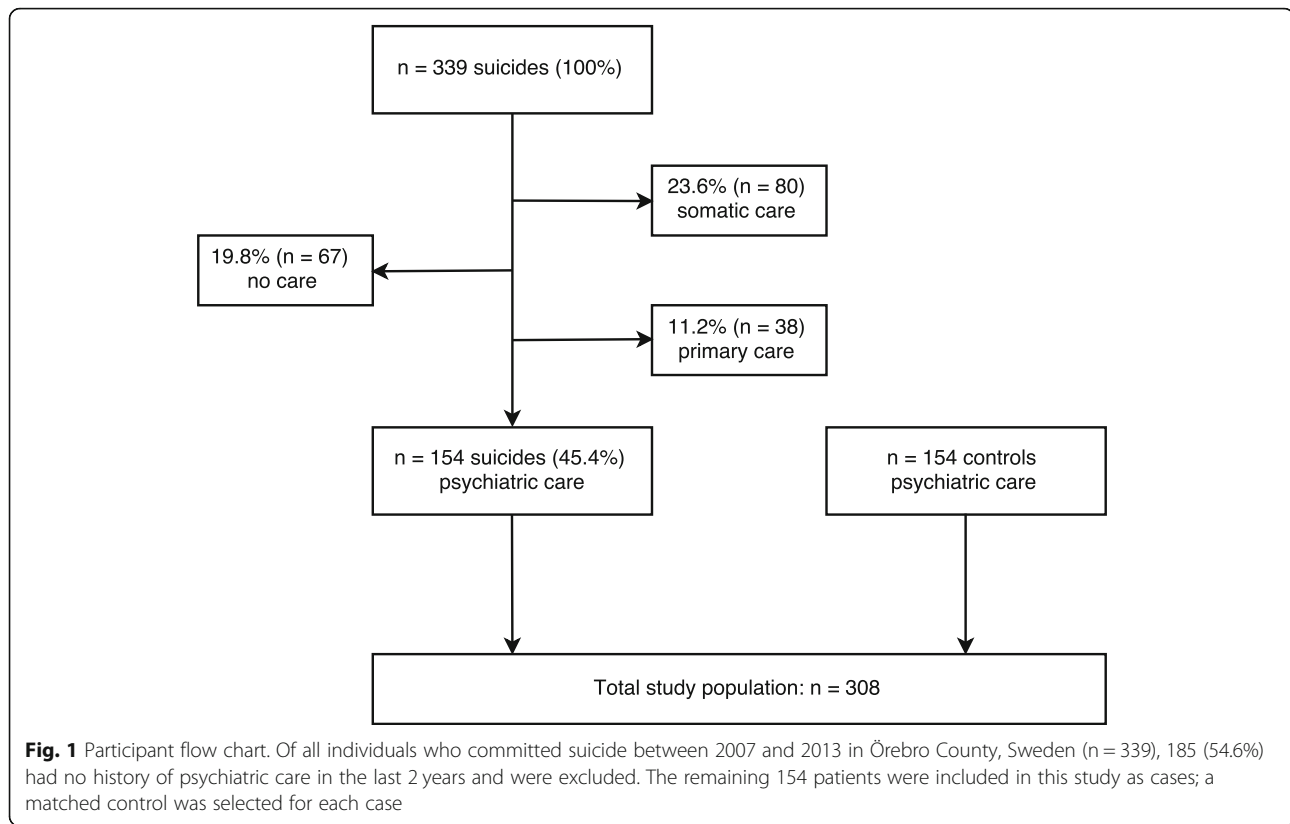 n = 339 suicides (100%)
23.6% (n = 80)
somatic care
19.8% (n = 67)
no care
11.2% (n = 38)
primary care
n = 154 suicides (45.4%)
psychiatric care
n = 154 controls
psychiatric care
Total study population: n = 308
Fig. 1 Participant flow chart. Of all individuals who committed suicide between 2007 and 2013 in Örebro County, Sweden (n = 339), 185 (54.6%)
had no history of psychiatric care in the last 2 years and were excluded. The remaining 154 patients were included in this study as cases; a
matched control was selected for each case